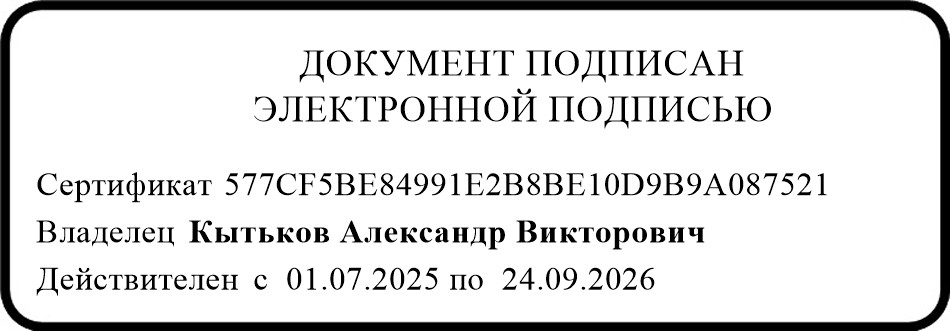 ДОКУМЕНТ ПОДПИСАН
ЭЛЕКТРОННОЙ ПОДПИСЬЮ
Сертификат 577CF5BE84991E2B8BE10D9B9A087521
Владелец Кытьков Александр Викторович
Действителен с 01.07.2025 по 24.09.2026